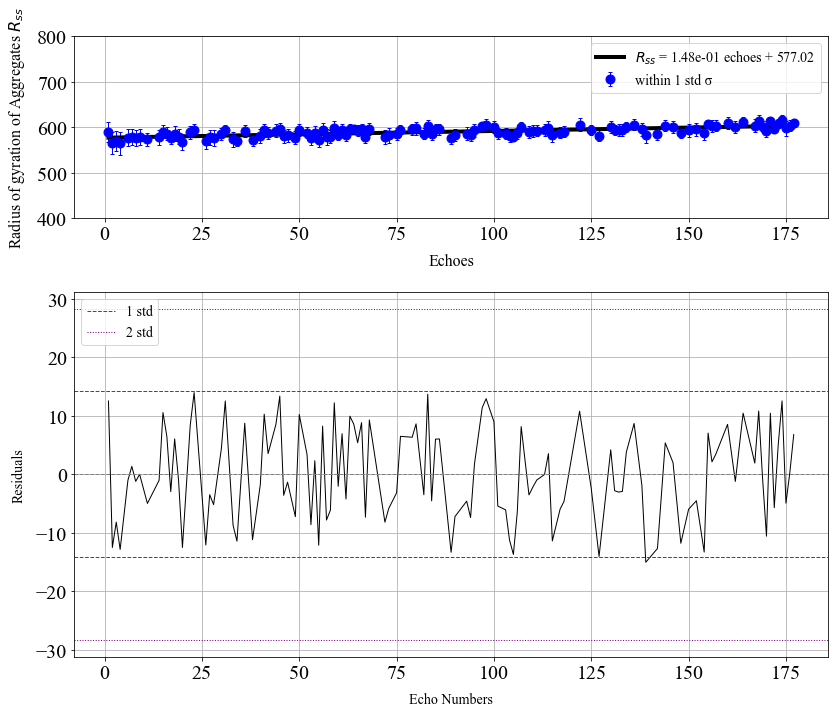 Radius of gyration of Aggregates R_ss
800
700
600
500
400
R_ss = 1.48e-01 echoes + 577.02
within 1 std σ
0 25 50 75 100 125 150 175
Echoes
Residuals
30
20
10
0
−10
−20
−30
1 std
2 std
0 25 50 75 100 125 150 175
Echo Numbers